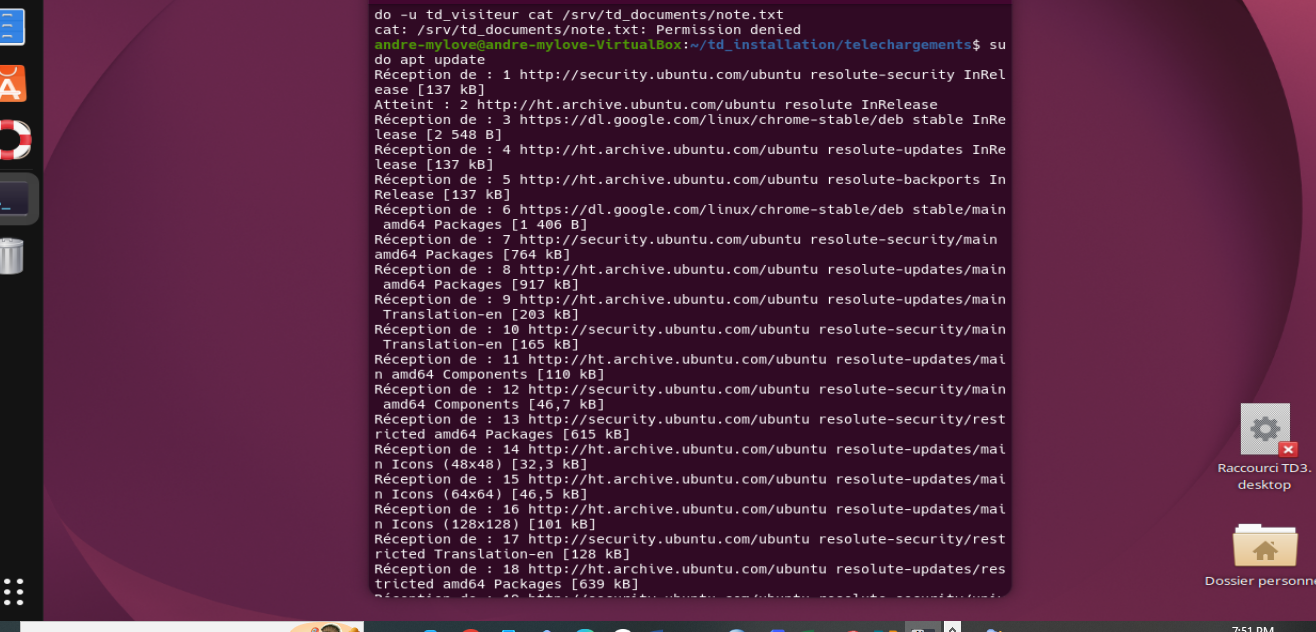 do -u td_visiteur cat /srv/td_documents/note.txt
cat: /srv/td_documents/note.txt: Permission denied
andre-mylove@andre-mylove-VirtualBox:~/td_installation/telechargements$ su
do apt update
Réception de : 1 http://security.ubuntu.com/ubuntu resolute-security InRel
ease [137 kB]
Atteint : 2 http://ht.archive.ubuntu.com/ubuntu resolute InRelease
Réception de : 3 https://dl.google.com/linux/chrome-stable/deb stable InRe
lease [2 548 B]
Réception de : 4 http://ht.archive.ubuntu.com/ubuntu resolute-updates InRe
lease [137 kB]
Réception de : 5 http://ht.archive.ubuntu.com/ubuntu resolute-backports In
Release [137 kB]
Réception de : 6 https://dl.google.com/linux/chrome-stable/deb stable/main
 amd64 Packages [1 406 B]
Réception de : 7 http://security.ubuntu.com/ubuntu resolute-security/main
amd64 Packages [764 kB]
Réception de : 8 http://ht.archive.ubuntu.com/ubuntu resolute-updates/main
 amd64 Packages [917 kB]
Réception de : 9 http://ht.archive.ubuntu.com/ubuntu resolute-updates/main
 Translation-en [203 kB]
Réception de : 10 http://security.ubuntu.com/ubuntu resolute-security/main
 Translation-en [165 kB]
Réception de : 11 http://ht.archive.ubuntu.com/ubuntu resolute-updates/mai
n amd64 Components [110 kB]
Réception de : 12 http://security.ubuntu.com/ubuntu resolute-security/main
 amd64 Components [46,7 kB]
Réception de : 13 http://security.ubuntu.com/ubuntu resolute-security/rest
ricted amd64 Packages [615 kB]
Réception de : 14 http://ht.archive.ubuntu.com/ubuntu resolute-updates/mai
n Icons (48x48) [32,3 kB]
Réception de : 15 http://ht.archive.ubuntu.com/ubuntu resolute-updates/mai
n Icons (64x64) [46,5 kB]
Réception de : 16 http://ht.archive.ubuntu.com/ubuntu resolute-updates/mai
n Icons (128x128) [101 kB]
Réception de : 17 http://security.ubuntu.com/ubuntu resolute-security/rest
ricted Translation-en [128 kB]
Réception de : 18 http://ht.archive.ubuntu.com/ubuntu resolute-updates/res
tricted amd64 Packages [639 kB]
Raccourci TD3.
desktop
Dossier personne
7:51 PM